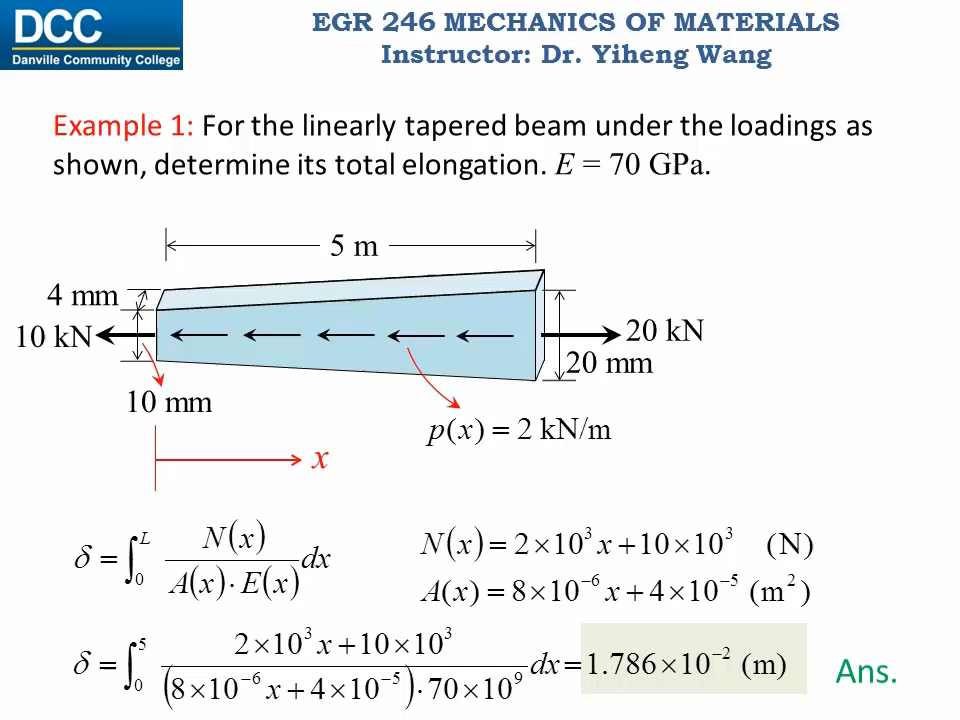 DCC
Danville Community College
EGR 246 MECHANICS OF MATERIALS
Instructor: Dr. Yiheng Wang
Example 1: For the linearly tapered beam under the loadings as
shown, determine its total elongation. E = 70 GPa.
5 m
4 mm
10 kN
20 kN
20 mm
10 mm
p(x) = 2 kN/m
x
δ = ∫₀ᴸ N(x) / (A(x)·E(x)) dx
N(x) = 2×10³ x + 10×10³ (N)
A(x) = 8×10⁻⁶ x + 4×10⁻⁵ (m²)
δ = ∫₀⁵ (2×10³ x + 10×10³) / ((8×10⁻⁶ x + 4×10⁻⁵)·70×10⁹) dx = 1.786×10⁻² (m)
Ans.